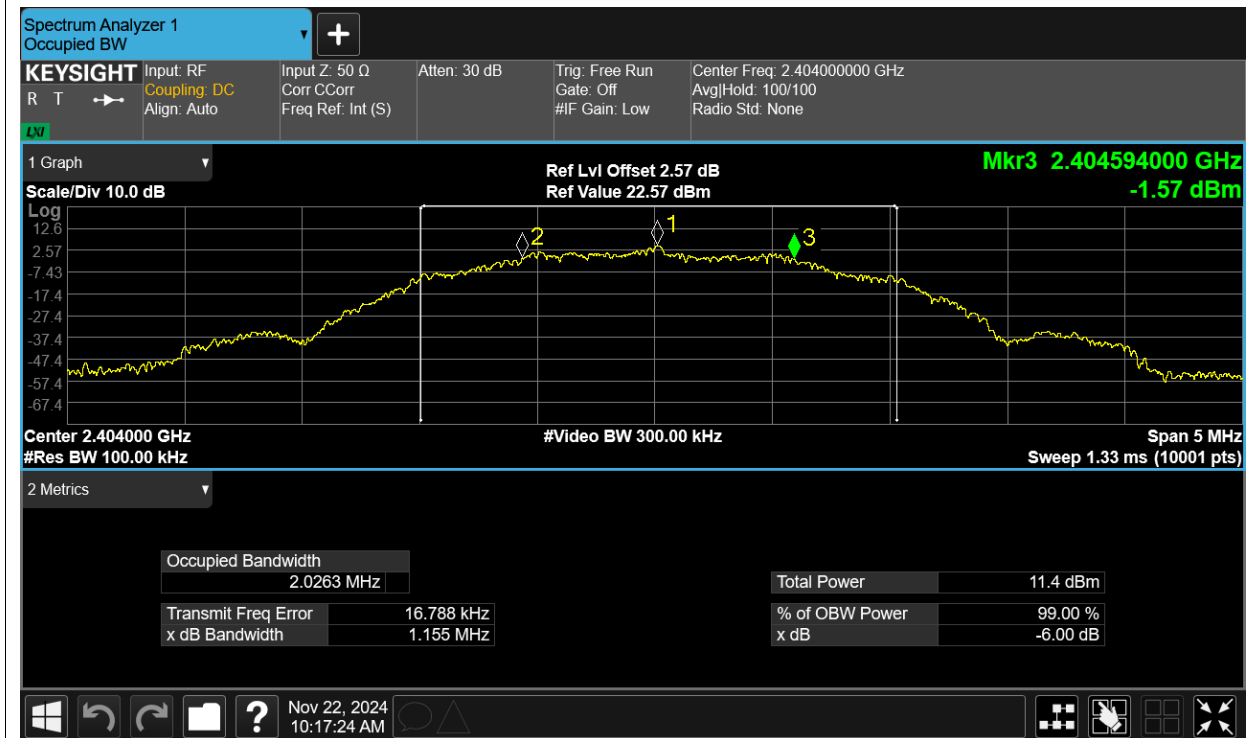 Spectrum Analyzer 1
Occupied BW
KEYSIGHT
R T
LXI
Input: RF
Coupling: DC
Align: Auto
Input Z: 50 Ω
Corr CCorr
Freq Ref: Int (S)
Atten: 30 dB
Trig: Free Run
Gate: Off
#IF Gain: Low
Center Freq: 2.404000000 GHz
Avg|Hold: 100/100
Radio Std: None
1 Graph
Scale/Div 10.0 dB
Ref Lvl Offset 2.57 dB
Ref Value 22.57 dBm
Mkr3 2.404594000 GHz
-1.57 dBm
Log
12.6
2.57
-7.43
-17.4
-27.4
-37.4
-47.4
-57.4
-67.4
2
1
3
Center 2.404000 GHz
#Video BW 300.00 kHz
Span 5 MHz
#Res BW 100.00 kHz
Sweep 1.33 ms (10001 pts)
2 Metrics
Occupied Bandwidth
2.0263 MHz
Total Power 11.4 dBm
Transmit Freq Error 16.788 kHz
% of OBW Power 99.00 %
x dB Bandwidth 1.155 MHz
x dB -6.00 dB
?
Nov 22, 2024
10:17:24 AM